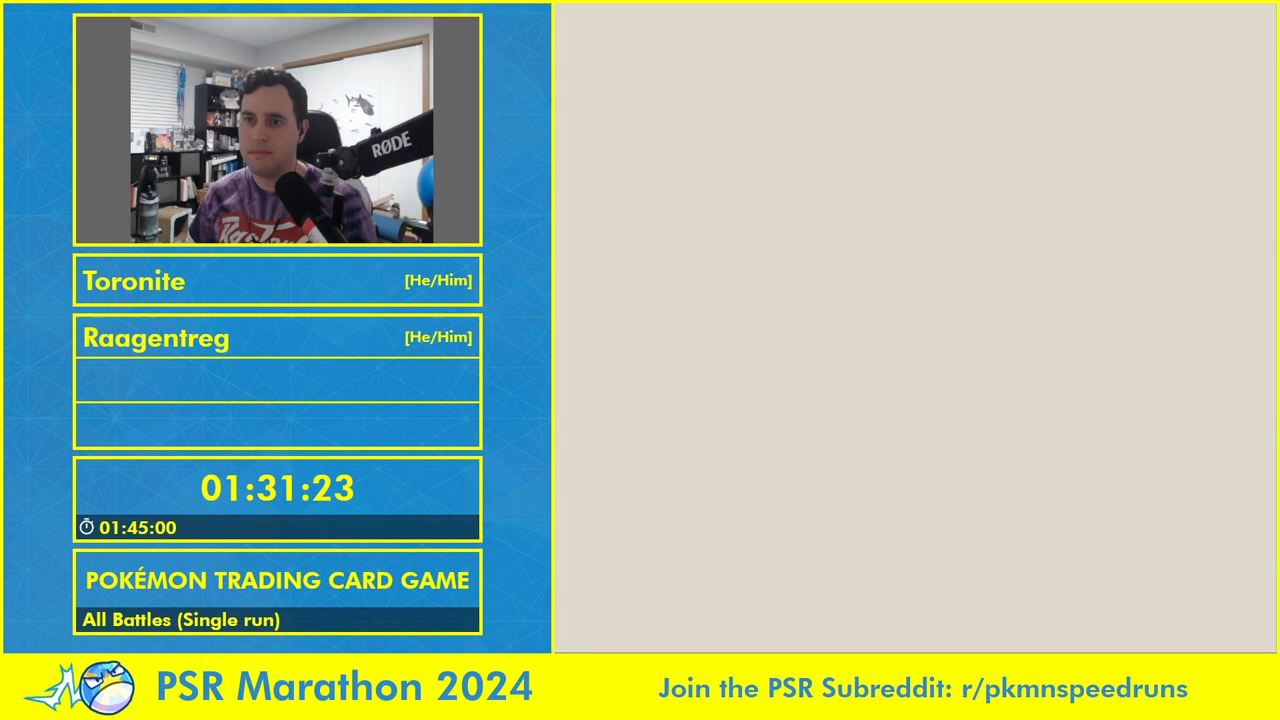 RØDE
Toronite
[He/Him]
Raagentreg
[He/Him]
01:31:23
01:45:00
POKÉMON TRADING CARD GAME
All Battles (Single run)
PSR Marathon 2024
Join the PSR Subreddit: r/pkmnspeedruns